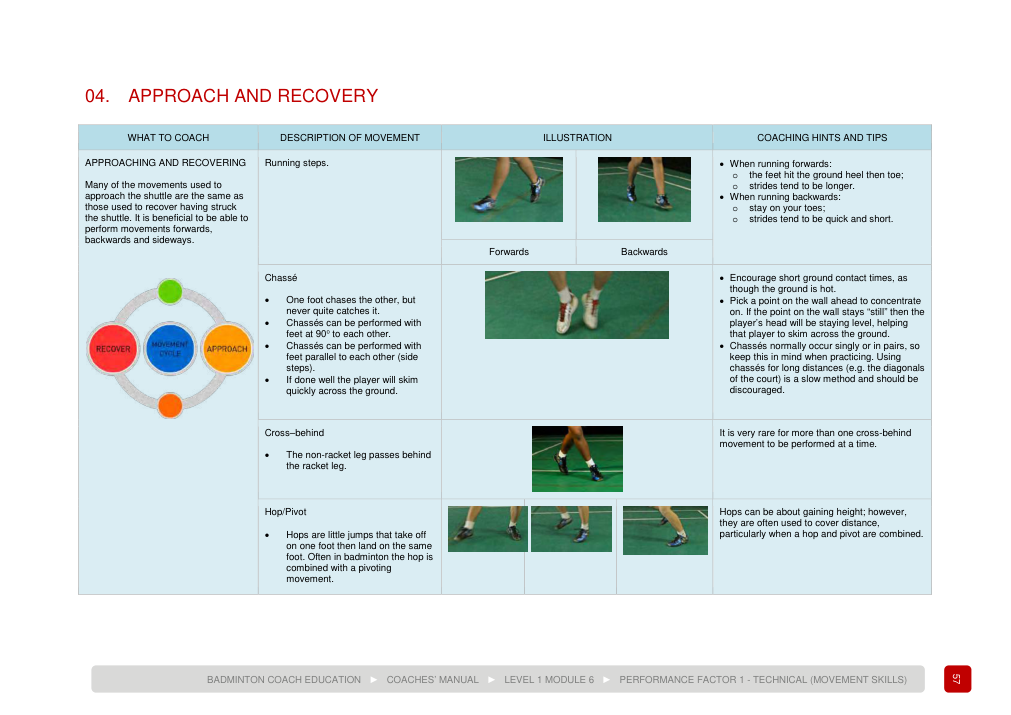 04. APPROACH AND RECOVERY
WHAT TO COACH
DESCRIPTION OF MOVEMENT
ILLUSTRATION
COACHING HINTS AND TIPS
APPROACHING AND RECOVERING
Many of the movements used to
approach the shuttle are the same as
those used to recover having struck
the shuttle. It is beneficial to be able to
perform movements forwards,
backwards and sideways.
RECOVER
MOVEMENT
CYCLE
APPROACH
Running steps.
Forwards
Backwards
• When running forwards:
o the feet hit the ground heel then toe;
o strides tend to be longer.
• When running backwards:
o stay on your toes;
o strides tend to be quick and short.
Chassé
• One foot chases the other, but
never quite catches it.
• Chassés can be performed with
feet at 90° to each other.
• Chassés can be performed with
feet parallel to each other (side
steps).
• If done well the player will skim
quickly across the ground.
• Encourage short ground contact times, as
though the ground is hot.
• Pick a point on the wall ahead to concentrate
on. If the point on the wall stays “still” then the
player’s head will be staying level, helping
that player to skim across the ground.
• Chassés normally occur singly or in pairs, so
keep this in mind when practicing. Using
chassés for long distances (e.g. the diagonals
of the court) is a slow method and should be
discouraged.
Cross–behind
• The non-racket leg passes behind
the racket leg.
It is very rare for more than one cross-behind
movement to be performed at a time.
Hop/Pivot
• Hops are little jumps that take off
on one foot then land on the same
foot. Often in badminton the hop is
combined with a pivoting
movement.
Hops can be about gaining height; however,
they are often used to cover distance,
particularly when a hop and pivot are combined.
BADMINTON COACH EDUCATION ► COACHES’ MANUAL ► LEVEL 1 MODULE 6 ► PERFORMANCE FACTOR 1 - TECHNICAL (MOVEMENT SKILLS)
57